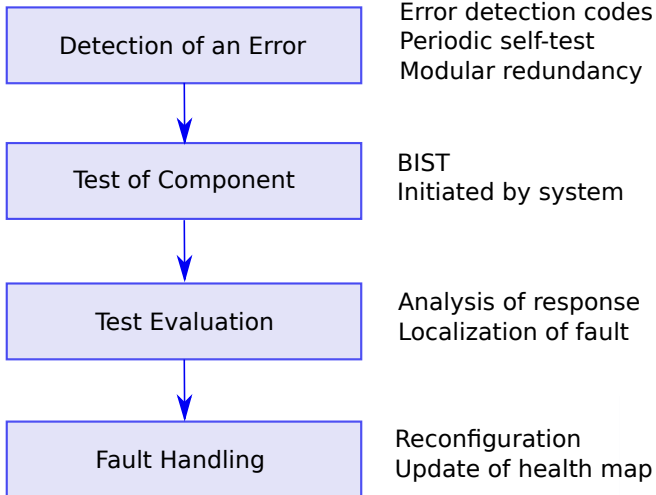 Detection of an Error
Error detection codes
Periodic self-test
Modular redundancy
Test of Component
BIST
Initiated by system
Test Evaluation
Analysis of response
Localization of fault
Fault Handling
Reconfiguration
Update of health map